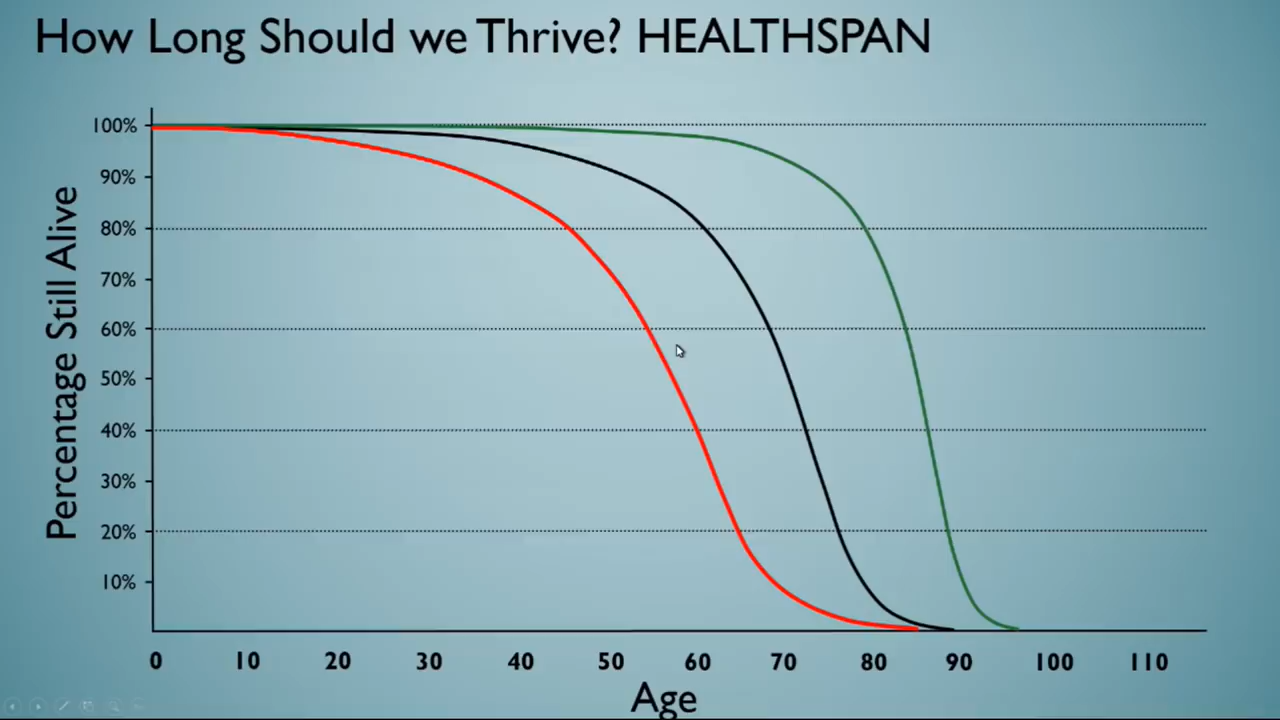 How Long Should we Thrive? HEALTHSPAN
Percentage Still Alive
100%
90%
80%
70%
60%
50%
40%
30%
20%
10%
0 10 20 30 40 50 60 70 80 90 100 110
Age